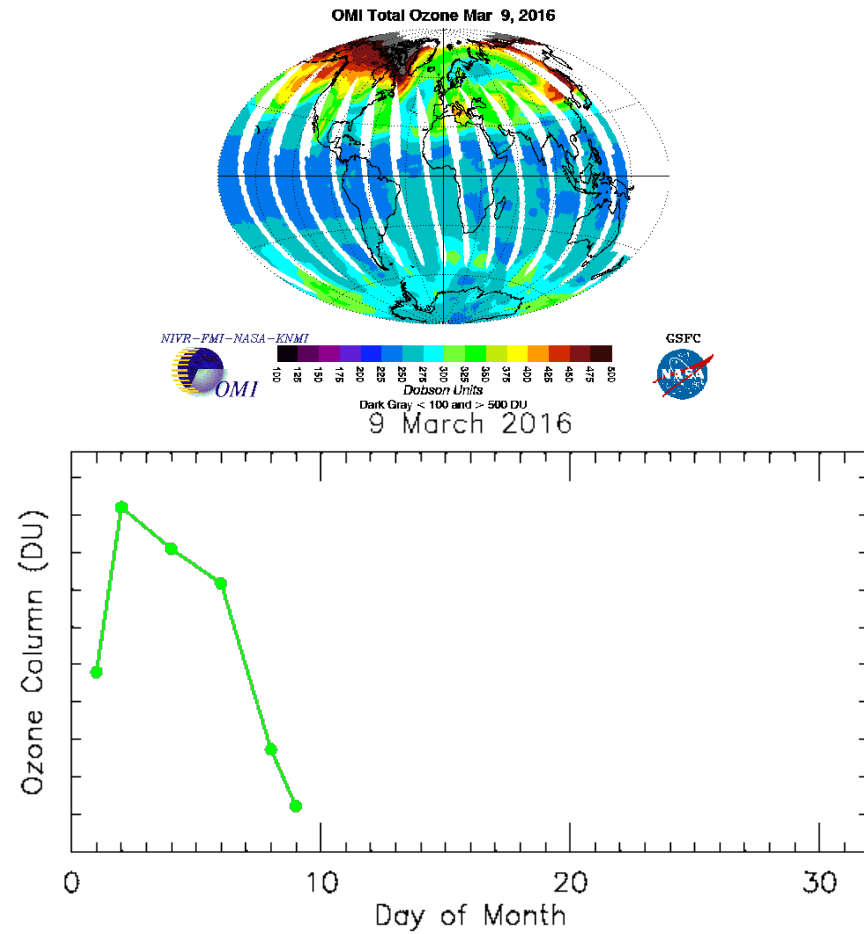 OMI Total Ozone Mar 9, 2016
NIVR-FMI-NASA-KNMI
GSFC
OMI
NASA
100 125 150 175 200 225 250 275 300 325 350 375 400 425 450 475 500
Dobson Units
Dark Gray < 100 and > 500 DU
9 March 2016
Ozone Column (DU)
0 10 20 30
Day of Month